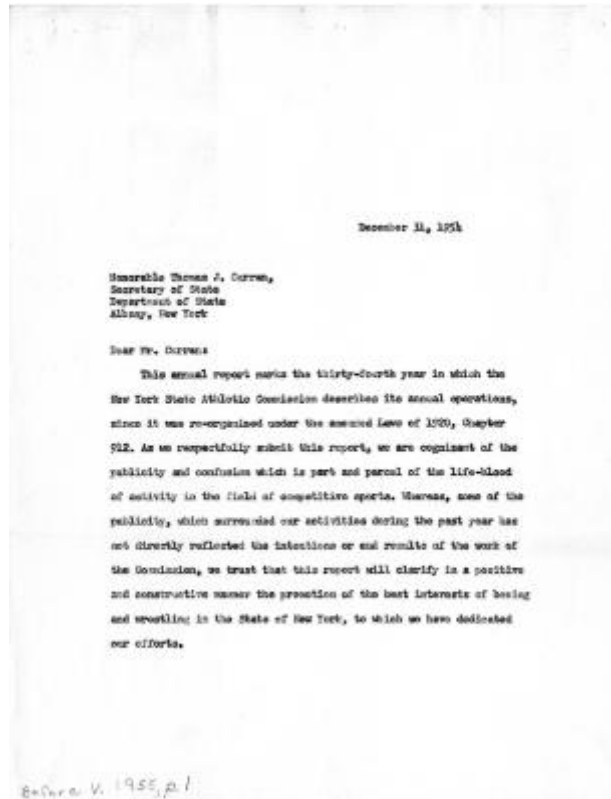 December 31, 1954
Honorable Thomas J. Curran,
Secretary of State
Department of State
Albany, New York
Dear Mr. Curran:
This annual report marks the thirty-fourth year in which the
New York State Athletic Commission describes its annual operations,
since it was re-organized under the amended Laws of 1920, Chapter
912. As we respectfully submit this report, we are cognizant of the
publicity and confusion which is part and parcel of the life-blood
of activity in the field of competitive sports. Whereas, some of the
publicity, which surrounded our activities during the past year has
not directly reflected the intentions or end results of the work of
the Commission, we trust that this report will clarify in a positive
and constructive manner the promotion of the best interests of boxing
and wrestling in the State of New York, to which we have dedicated
our efforts.
V. 1955, p1